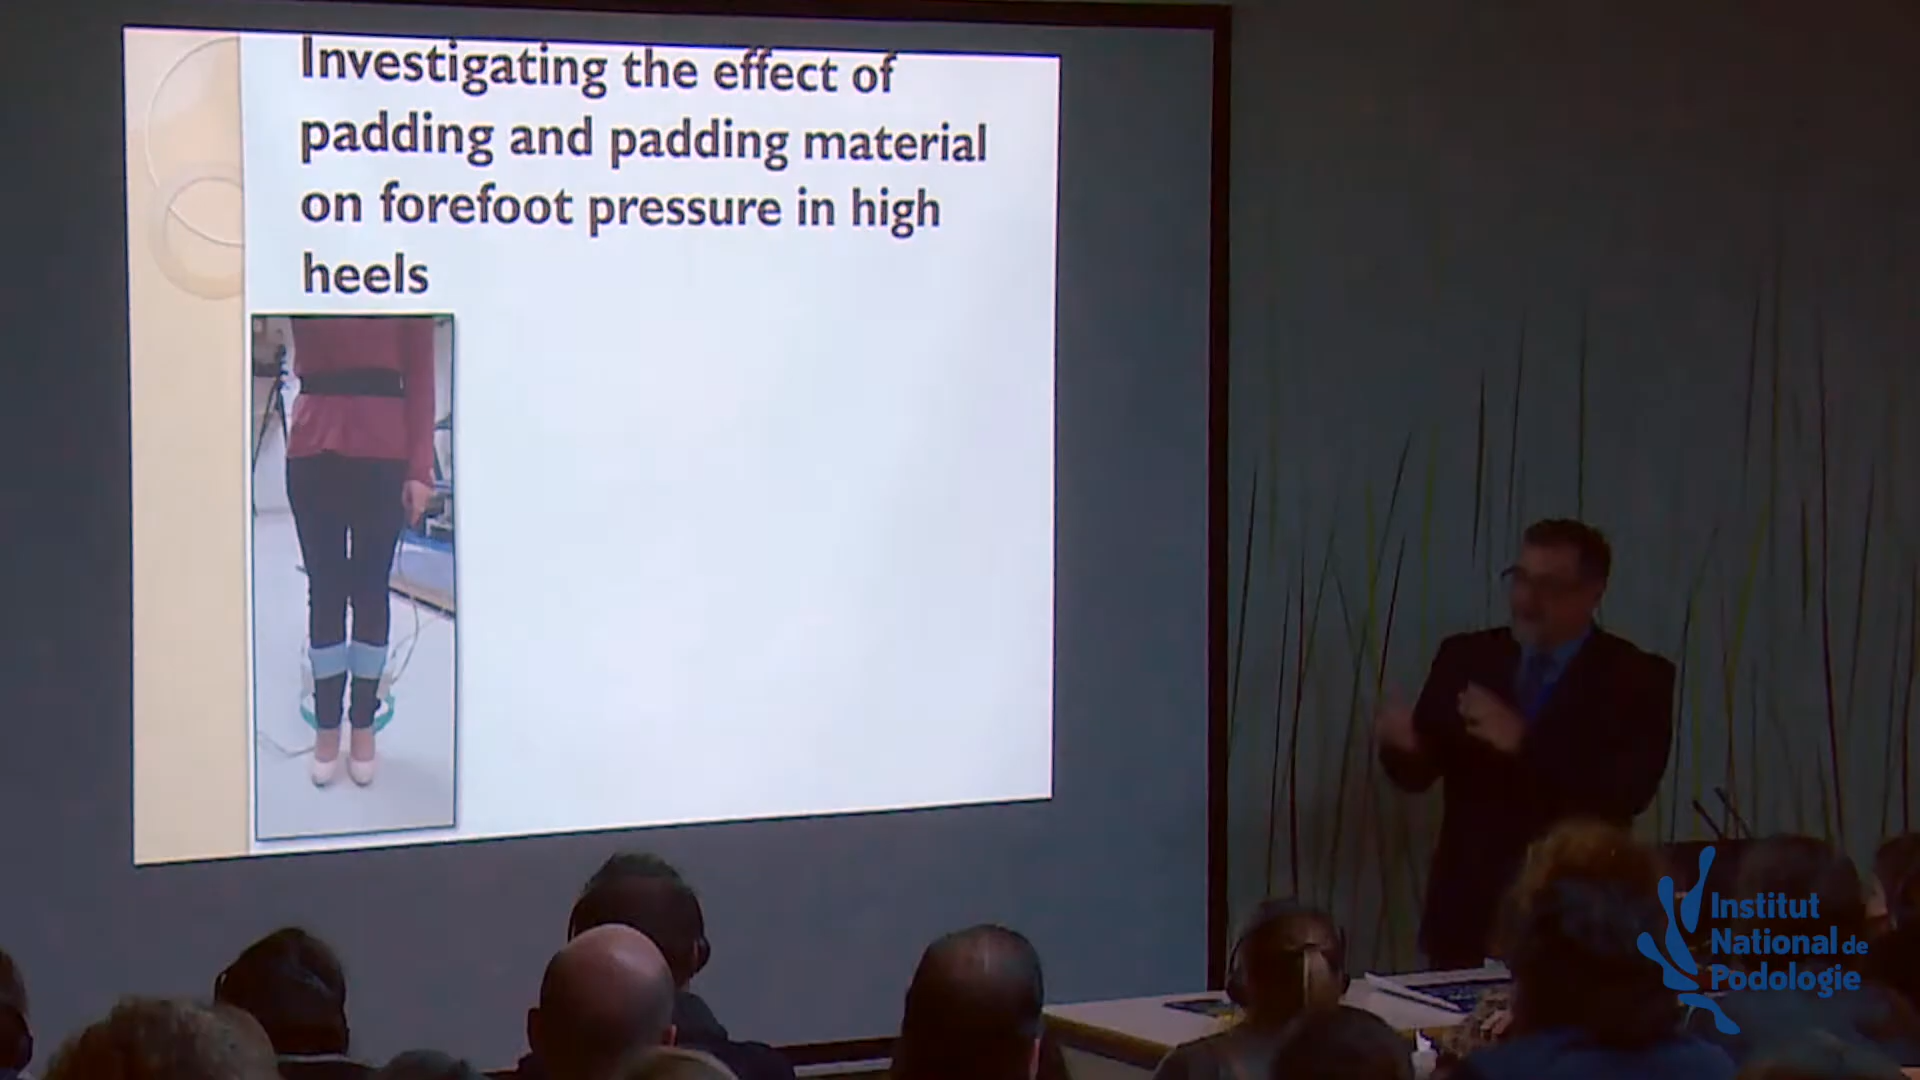 Investigating the effect of
padding and padding material
on forefoot pressure in high
heels
Institut
National de
Podologie